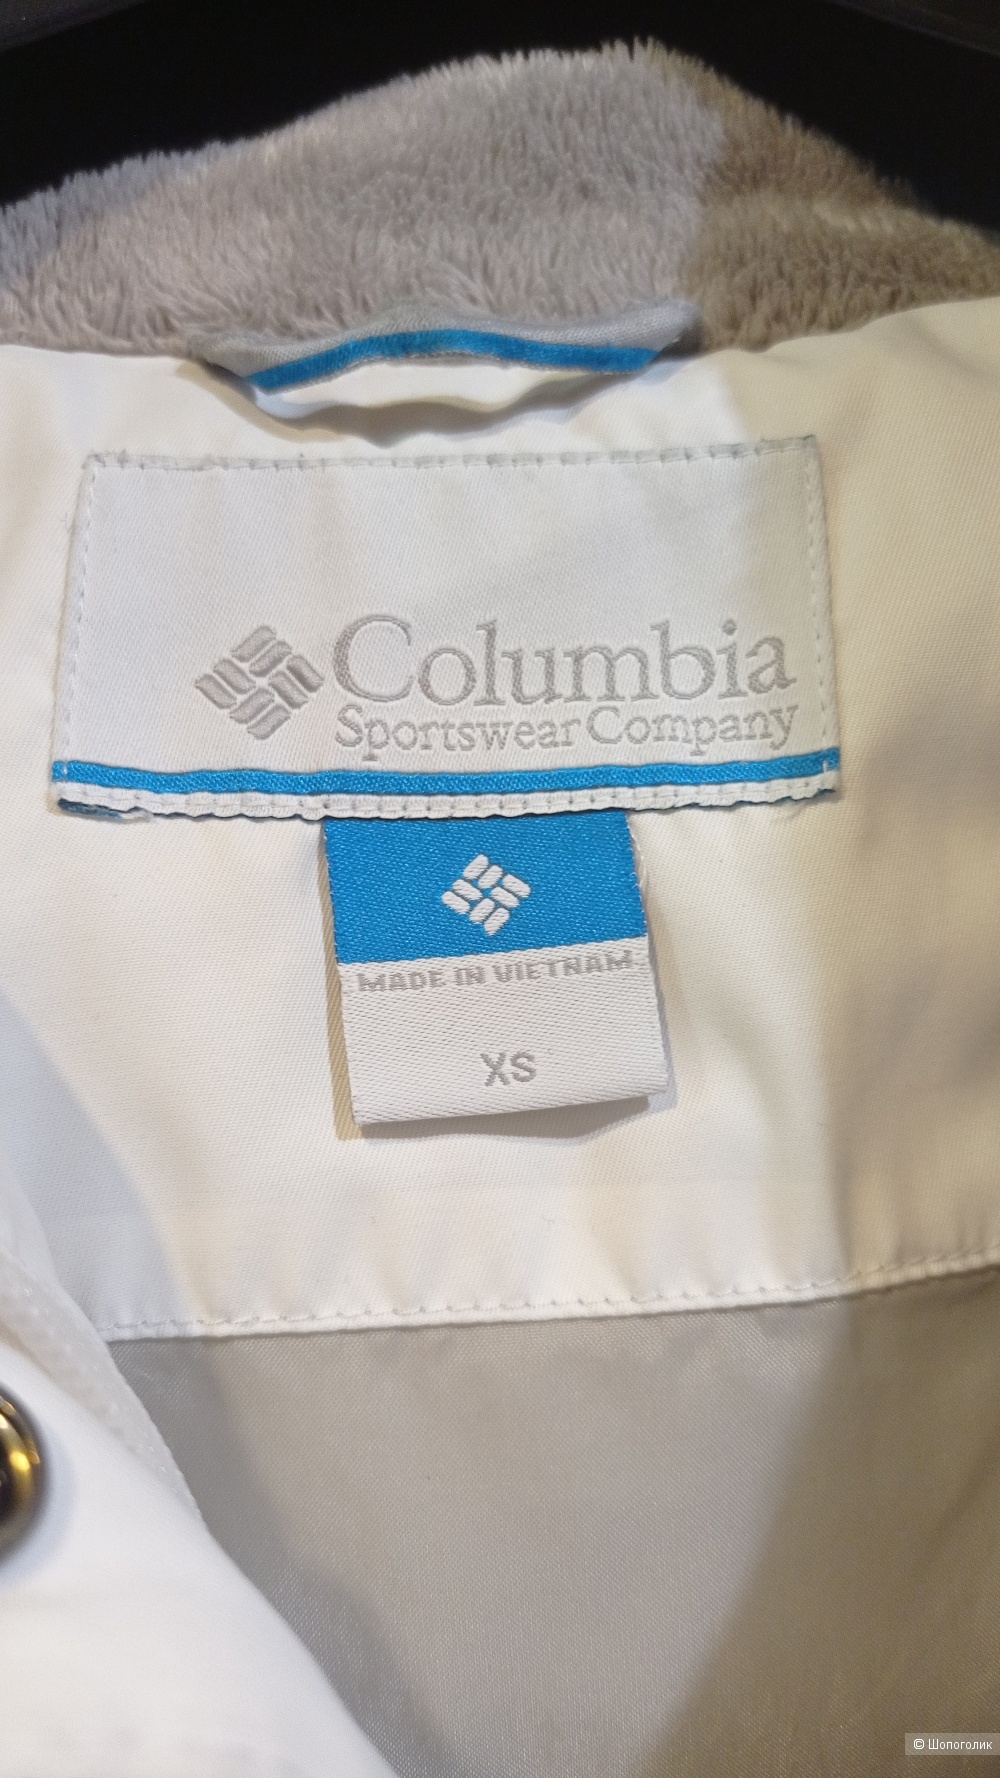 Columbia
Sportswear Company
MADE IN VIETNAM
XS
© Шопоголик